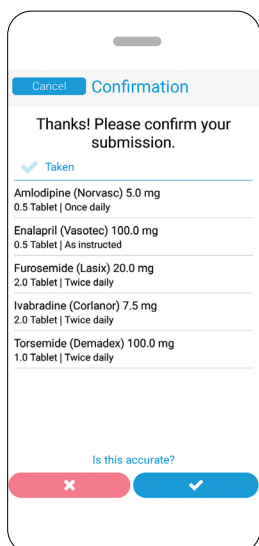 Cancel Confirmation
Thanks! Please confirm your
submission.
Taken
Amlodipine (Norvasc) 5.0 mg
0.5 Tablet | Once daily
Enalapril (Vasotec) 100.0 mg
0.5 Tablet | As instructed
Furosemide (Lasix) 20.0 mg
2.0 Tablet | Twice daily
Ivabradine (Corlanor) 7.5 mg
2.0 Tablet | Twice daily
Torsemide (Demadex) 100.0 mg
1.0 Tablet | Twice daily
Is this accurate?